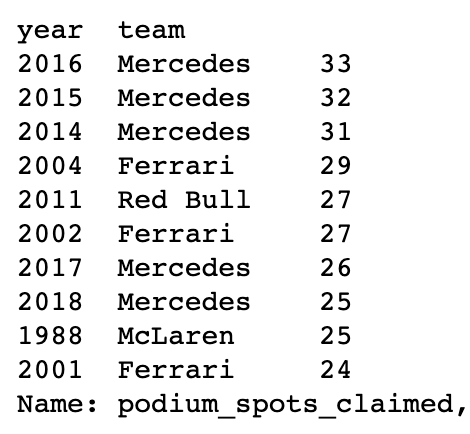 year  team
2016  Mercedes    33
2015  Mercedes    32
2014  Mercedes    31
2004  Ferrari     29
2011  Red Bull    27
2002  Ferrari     27
2017  Mercedes    26
2018  Mercedes    25
1988  McLaren     25
2001  Ferrari     24
Name: podium_spots_claimed,